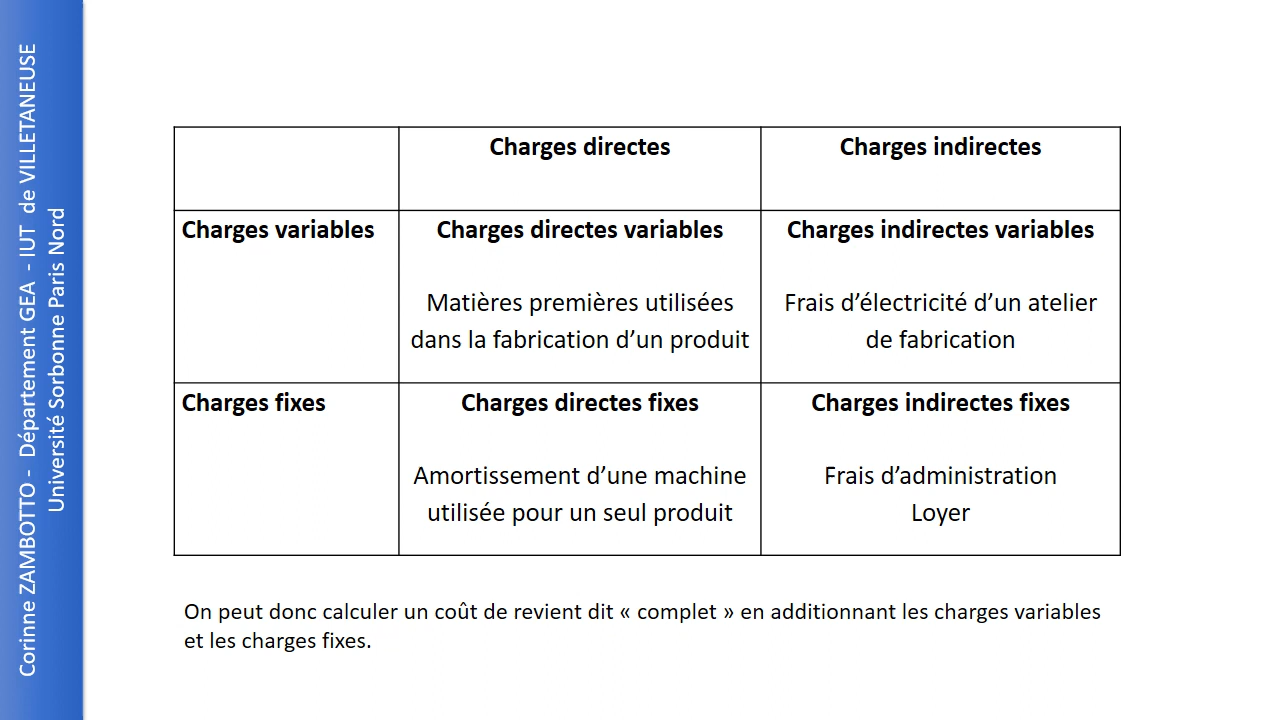 Corinne ZAMBOTTO - Département GEA - IUT de VILLETANEUSE
Université Sorbonne Paris Nord
Charges directes
Charges indirectes
Charges variables
Charges directes variables
Matières premières utilisées
dans la fabrication d’un produit
Charges indirectes variables
Frais d’électricité d’un atelier
de fabrication
Charges fixes
Charges directes fixes
Amortissement d’une machine
utilisée pour un seul produit
Charges indirectes fixes
Frais d’administration
Loyer
On peut donc calculer un coût de revient dit « complet » en additionnant les charges variables
et les charges fixes.